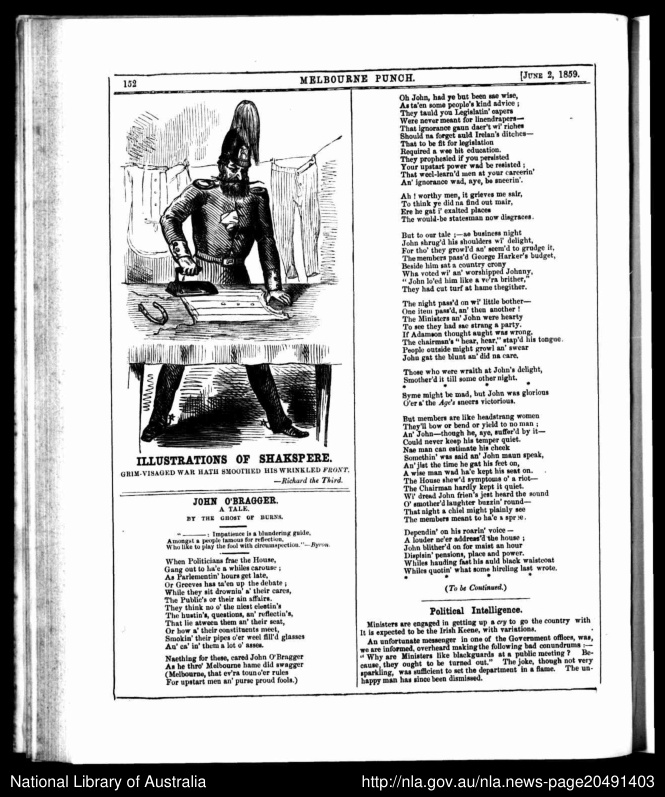 152
MELBOURNE PUNCH.
[JUNE 2, 1859.
ILLUSTRATIONS OF SHAKSPERE.
GRIM-VISAGED WAR HATH SMOOTHED HIS WRINKLED FRONT.
—Richard the Third.
JOHN O'BRAGGER.
A TALE.
BY THE GHOST OF BURNS.
"———: Impatience is a blundering guide,
Amongst a people famous for reflection,
Who like to play the fool with circumspection."—Byron.
When Politicians frae the House,
Gang out to ha'e a whiles carouse;
As Parlementin' hours get late,
Or Greeves has ta'en up the debate;
While they sit drownin' a' their cares,
The Public's or their ain affairs.
They think no o' the niest electin's
The hustin's, questions, an' reflectin's,
That lie atween them an' their seat,
Or how a' their constituents meet,
Smokin' their pipes o'er weel fill'd glasses
An' ca' in' them a lot o' asses.
Naething for these, cared John O'Bragger
As he thro' Melbourne hame did swagger
(Melbourne, that ev'ra touno'er rules
For upstart men an' purse proud fools.)
Oh John, had ye but been sae wise,
As ta'en some people's kind advice;
They tauld you Legislatin' capers
Were never meant for linendrapers—
That ignorance gaun daer't wi' riches
Should na forget auld Irelan's ditches—
That to be fit for legislation
Required a wee bit education.
They prophesied if you persisted
Your upstart power wad be resisted;
That weel-learn'd men at your careerin'
An' ignorance wad, aye, be sneerin'.
Ah! worthy men, it grieves me sair,
To think ye did na find out mair,
Ere he gat i' exalted places
The would-be statesman now disgraces.
But to our tale;—ae business night
John shrug'd his shoulders wi' delight,
For tho' they growl'd an' seem'd to grudge it,
The members pass'd George Harker's budget,
Beside him sat a country crony
Wha voted wi' an' worshipped Johnny,
"John lo'ed him like a ve'ra brither,"
They had cut turf at hame thegither.
The night pass'd on wi' little bother—
One item pass'd, an' then another!
The Ministers an' John were hearty
To see they had sae strang a party.
If Adamson thought aught was wrong,
The chairman's "hear, hear," stap'd his tongue.
People outside might growl an' swear
John gat the blunt an' did na care.
Those who were wraith at John's delight,
Smother'd it till some other night.
* * * *
Syme might be mad, but John was glorious
O'er a' the Age's sneers victorious.
But members are like headstrang women
They'll bow or bend or yield to no man;
An' John—though he, aye, suffer'd by it—
Could never keep his temper quiet.
Nae man can estimate his cheek
Somethin' was said an' John maun speak,
An' jist the time he gat his feet on,
A wise man wad ha'e kept his seat on.
The House shew'd symptoms o' a riot—
The Chairman hardly kept it quiet.
Wi' dread John frien's jest heard the sound
O' smother'd laughter buzzin' round—
That night a chiel might plainly see
The members meant to ha'e a spree.
Dependin' on his roarin' voice—
A louder ne'er address'd the house;
John blither'd on for maist an hour
Dispisin' pensions, place and power.
Whiles hauding fast his auld black waistcoat
Whiles quotin' what some hireling last wrote.
* * * *
(To be Continued.)
Political Intelligence.
Ministers are engaged in getting up a cry to go the country with
It is expected to be the Irish Keene, with variations.
An unfortunate messenger in one of the Government offices, was,
we are informed, overheard making the following bad conundrums:—
"Why are Ministers like blackguards at a public meeting? Be-
cause, they ought to be turned out." The joke, though not very
sparkling, was sufficient to set the department in a flame. The un-
happy man has since been dismissed.
National Library of Australia
http://nla.gov.au/nla.news-page20491403